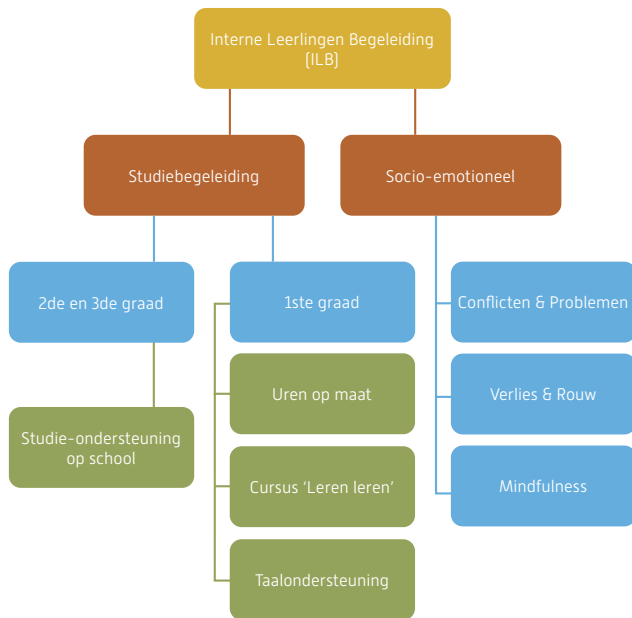 Interne Leerlingen Begeleiding
(ILB)
Studiebegeleiding
Socio-emotioneel
2de en 3de graad
1ste graad
Conflicten & Problemen
Uren op maat
Verlies & Rouw
Studie-ondersteuning
op school
Cursus ‘Leren leren’
Mindfulness
Taalondersteuning